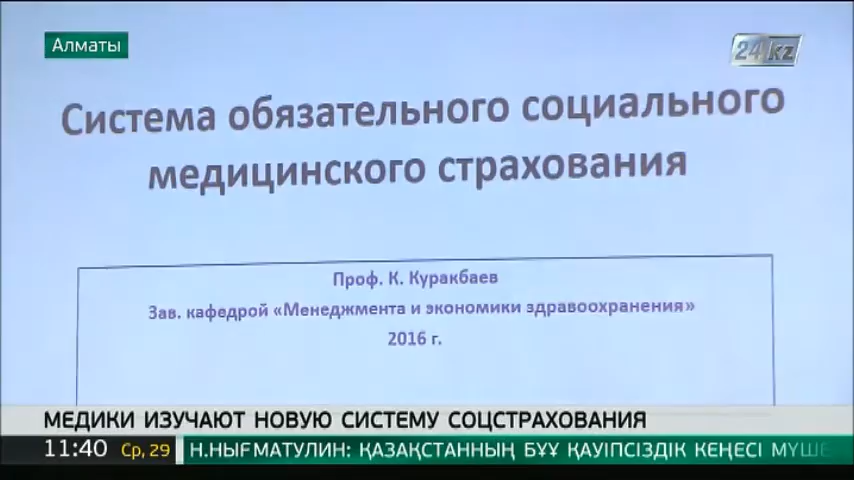 Алматы
24kz
Система обязательного социального
медицинского страхования
Проф. К. Куракбаев
Зав. кафедрой «Менеджмента и экономики здравоохранения»
2016 г.
МЕДИКИ ИЗУЧАЮТ НОВУЮ СИСТЕМУ СОЦСТРАХОВАНИЯ
11:40 Ср, 29 Н.НЫҒМАТУЛИН: ҚАЗАҚСТАННЫҢ БҰҰ ҚАУІПСІЗДІК КЕҢЕСІ МҮШЕ